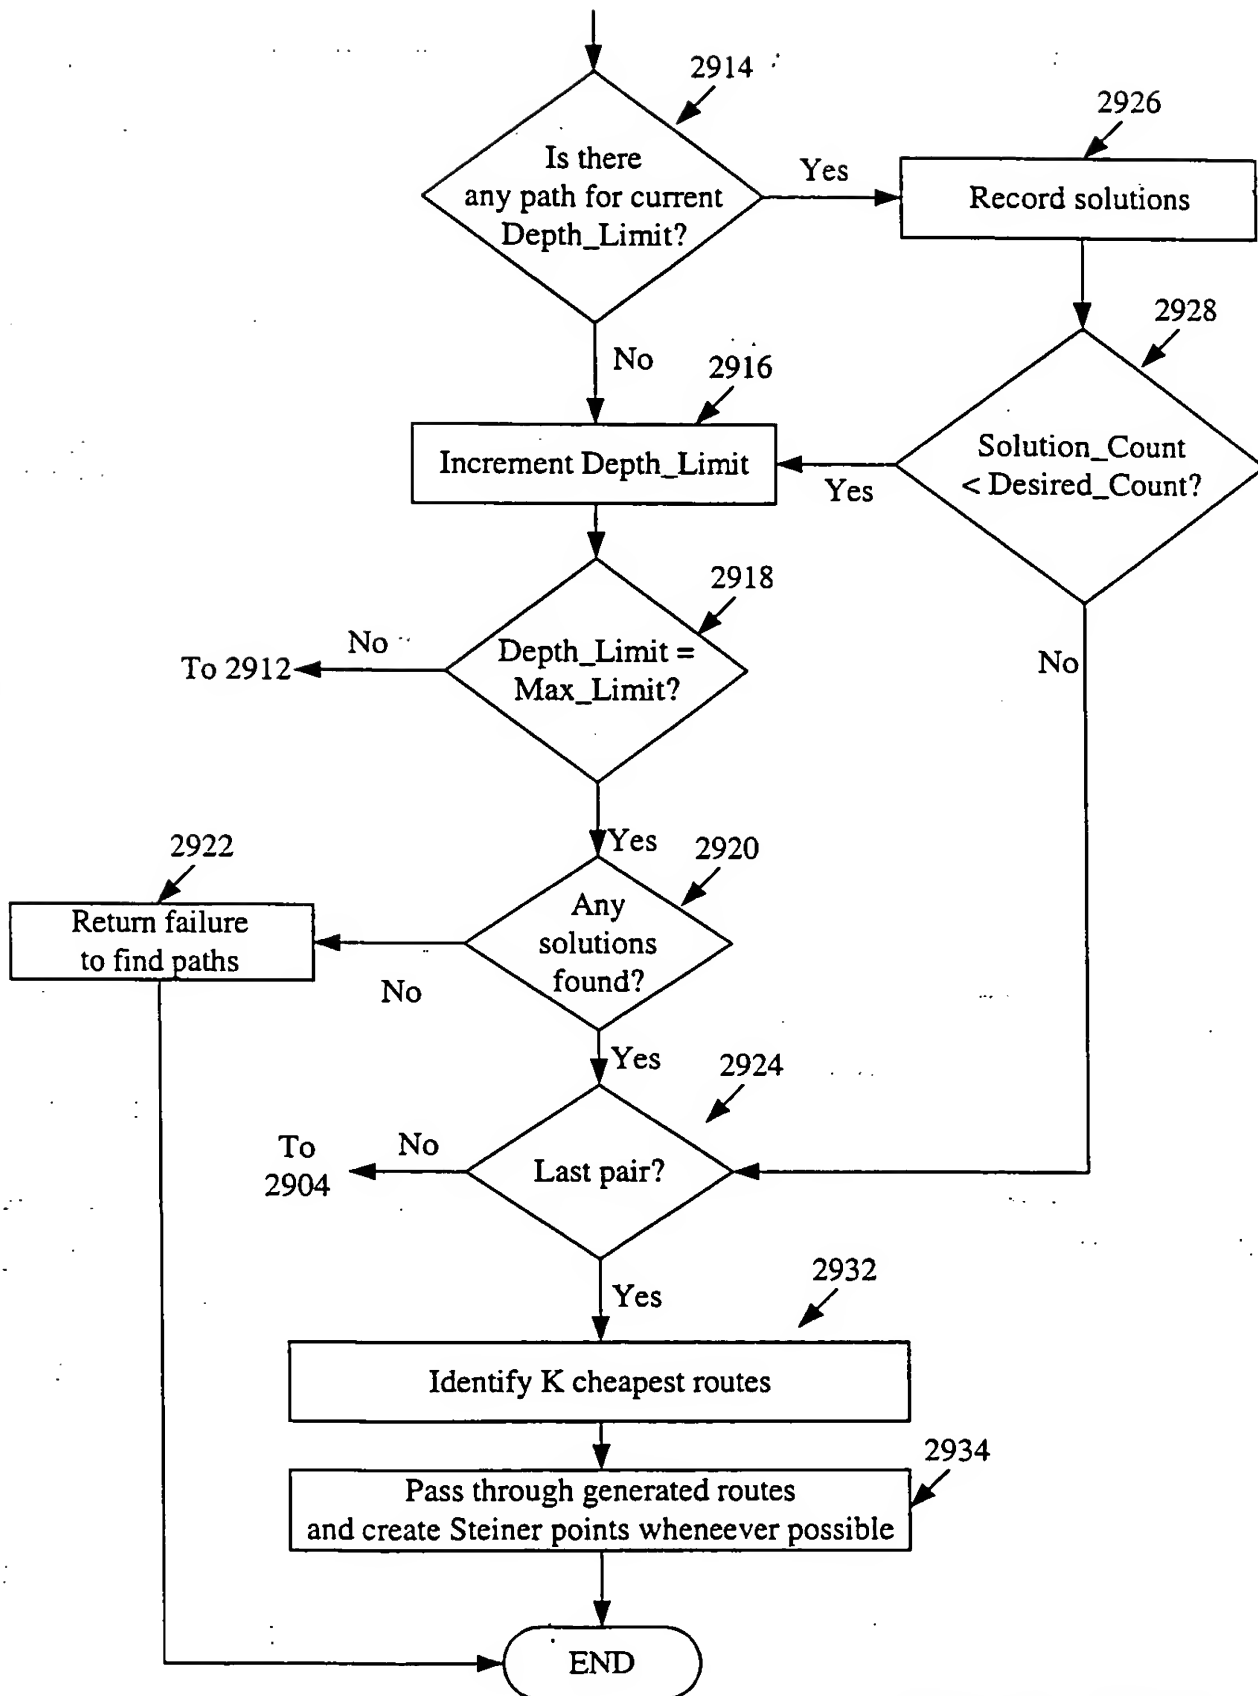 2914
Is there
any path for current
Depth_Limit?
Yes
2926
Record solutions
No
2916
Increment Depth_Limit
2928
Solution_Count
< Desired_Count?
Yes
No
2918
Depth_Limit =
Max_Limit?
No
To 2912
Yes
2920
Any
solutions
found?
2922
Return failure
to find paths
No
Yes
2924
Last pair?
No
To
2904
Yes
2932
Identify K cheapest routes
2934
Pass through generated routes
and create Steiner points wheneever possible
END